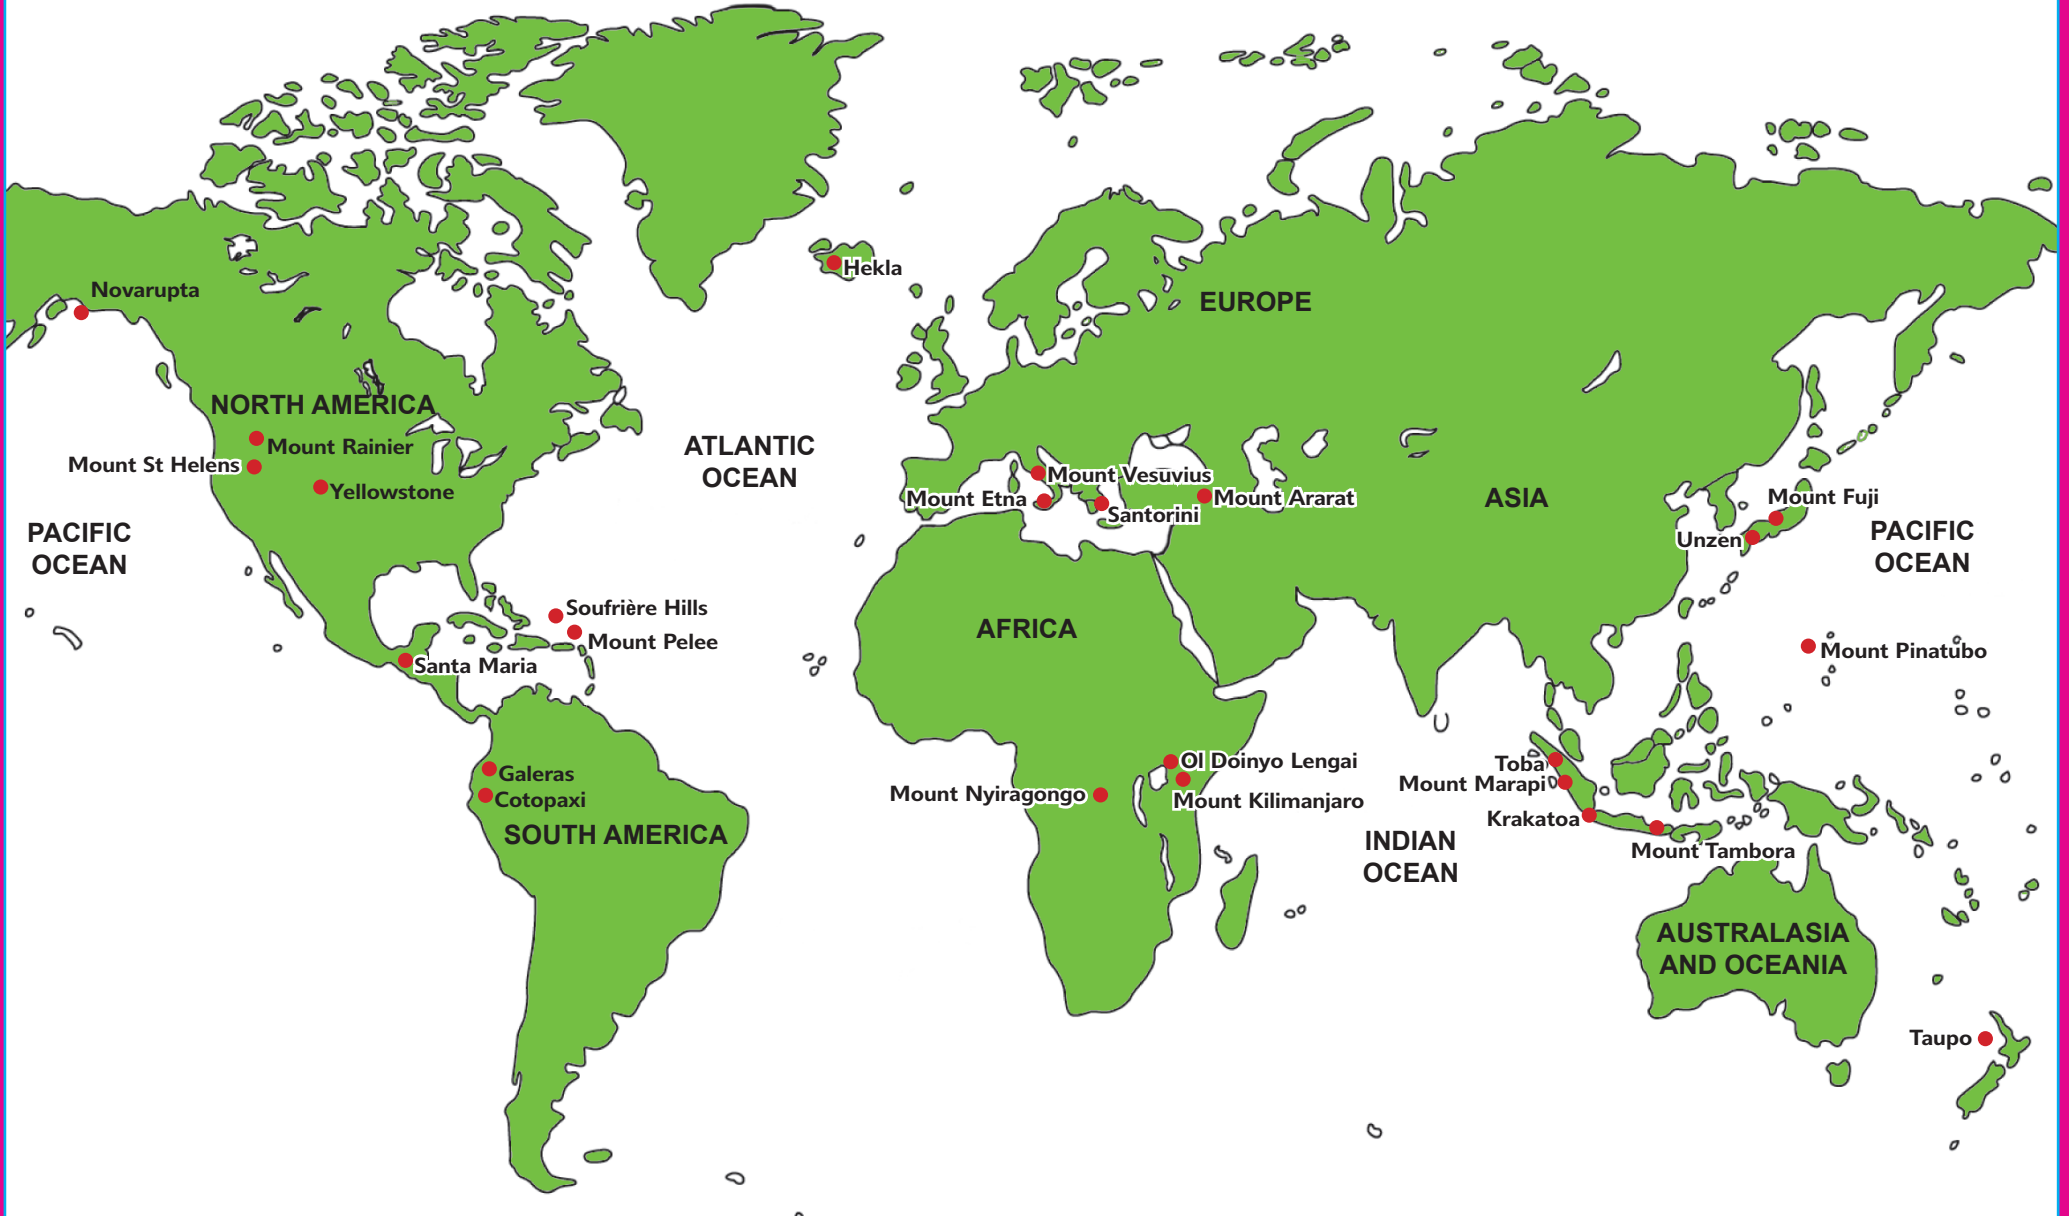 Hekla
Novarupta
EUROPE
NORTH AMERICA
Mount Rainier
Mount St Helens
Yellowstone
ATLANTIC
OCEAN
Mount Vesuvius
Mount Etna
Santorini
Mount Ararat
ASIA
Mount Fuji
Unzen
PACIFIC
OCEAN
PACIFIC
OCEAN
Soufrière Hills
Mount Pelee
Santa Maria
AFRICA
Mount Pinatubo
Galeras
Cotopaxi
SOUTH AMERICA
Ol Doinyo Lengai
Mount Nyiragongo
Mount Kilimanjaro
Toba
Mount Marapi
Krakatoa
Mount Tambora
INDIAN
OCEAN
AUSTRALASIA
AND OCEANIA
Taupo